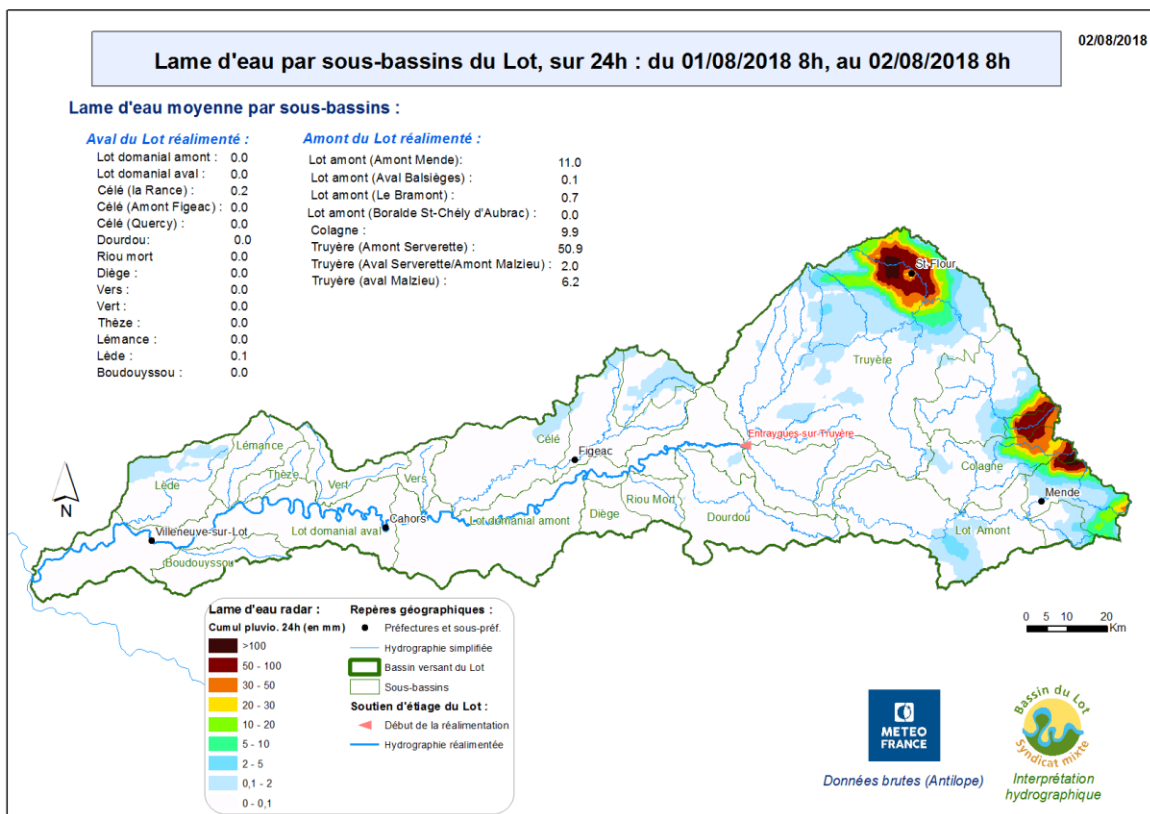 02/08/2018
Lame d'eau par sous-bassins du Lot, sur 24h : du 01/08/2018 8h, au 02/08/2018 8h
Lame d'eau moyenne par sous-bassins :
Aval du Lot réalimenté :
Lot domanial amont : 0.0
Lot domanial aval : 0.0
Célé (la Rance) : 0.2
Célé (Amont Figeac) : 0.0
Célé (Quercy) : 0.0
Dourdou: 0.0
Riou mort 0.0
Diège : 0.0
Vers : 0.0
Vert : 0.0
Thèze : 0.0
Lémance : 0.0
Lède : 0.1
Boudouyssou : 0.0
Amont du Lot réalimenté :
Lot amont (Amont Mende): 11.0
Lot amont (Aval Balsièges) : 0.1
Lot amont (Le Bramont) : 0.7
Lot amont (Boralde St-Chély d'Aubrac) : 0.0
Colagne : 9.9
Truyère (Amont Serverette) : 50.9
Truyère (Aval Serverette/Amont Malzieu) : 2.0
Truyère (aval Malzieu) : 6.2
St-Flour
Truyère
Entraygues-sur-Truyère
Célé
Figeac
Colagne
Mende
Lémance
Thèze
Lède
Vert
Vers
Riou Mort
Diège
Dourdou
Lot Amont
Cahors
Lot domanial amont
Lot domanial aval
Villeneuve-sur-Lot
Boudouyssou
N
0 5 10 20
Km
Lame d'eau radar :
Cumul pluvio. 24h (en mm)
>100
50 - 100
30 - 50
20 - 30
10 - 20
5 - 10
2 - 5
0,1 - 2
0 - 0,1
Repères géographiques :
Préfectures et sous-préf.
Hydrographie simplifiée
Bassin versant du Lot
Sous-bassins
Soutien d'étiage du Lot :
Début de la réalimentation
Hydrographie réalimentée
METEO
FRANCE
Données brutes (Antilope)
Bassin du Lot
Syndicat mixte
Interprétation
hydrographique